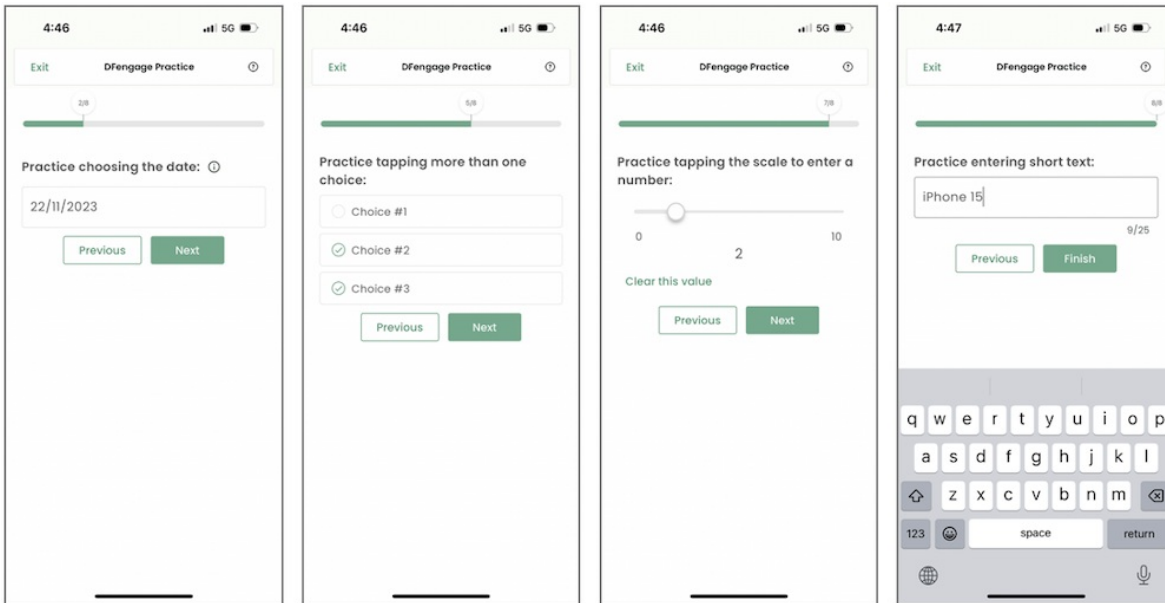 4:46
5G
Exit
DFengage Practice
2/8
Practice choosing the date:
22/11/2023
Previous
Next
4:46
5G
Exit
DFengage Practice
5/8
Practice tapping more than one
choice:
Choice #1
Choice #2
Choice #3
Previous
Next
4:46
5G
Exit
DFengage Practice
7/8
Practice tapping the scale to enter a
number:
0
10
2
Clear this value
Previous
Next
4:47
5G
Exit
DFengage Practice
8/8
Practice entering short text:
iPhone 15
9/25
Previous
Finish
q w e r t y u i o p
a s d f g h j k l
z x c v b n m
123
space
return